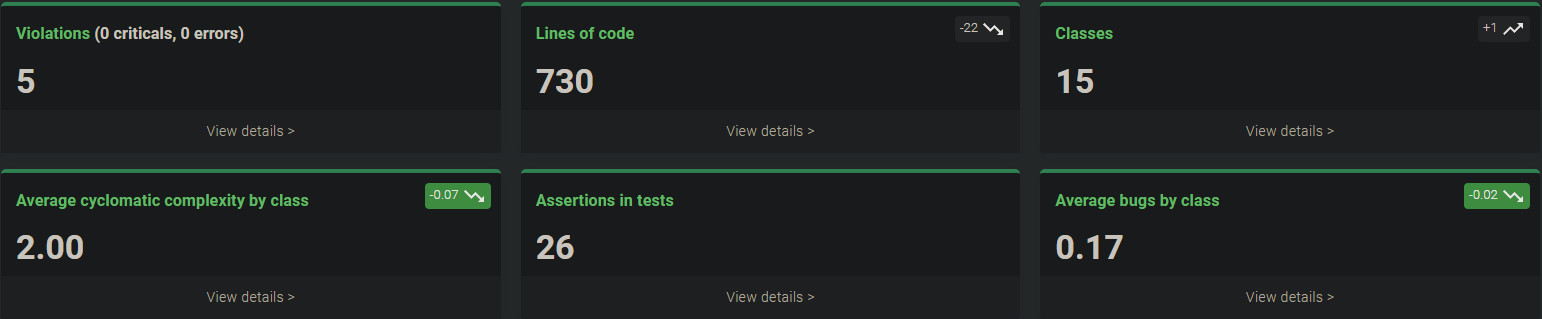 Violations (0 criticals, 0 errors)
5
View details >
Lines of code
-22
730
View details >
Classes
+1
15
View details >
Average cyclomatic complexity by class
-0.07
2.00
View details >
Assertions in tests
26
View details >
Average bugs by class
-0.02
0.17
View details >